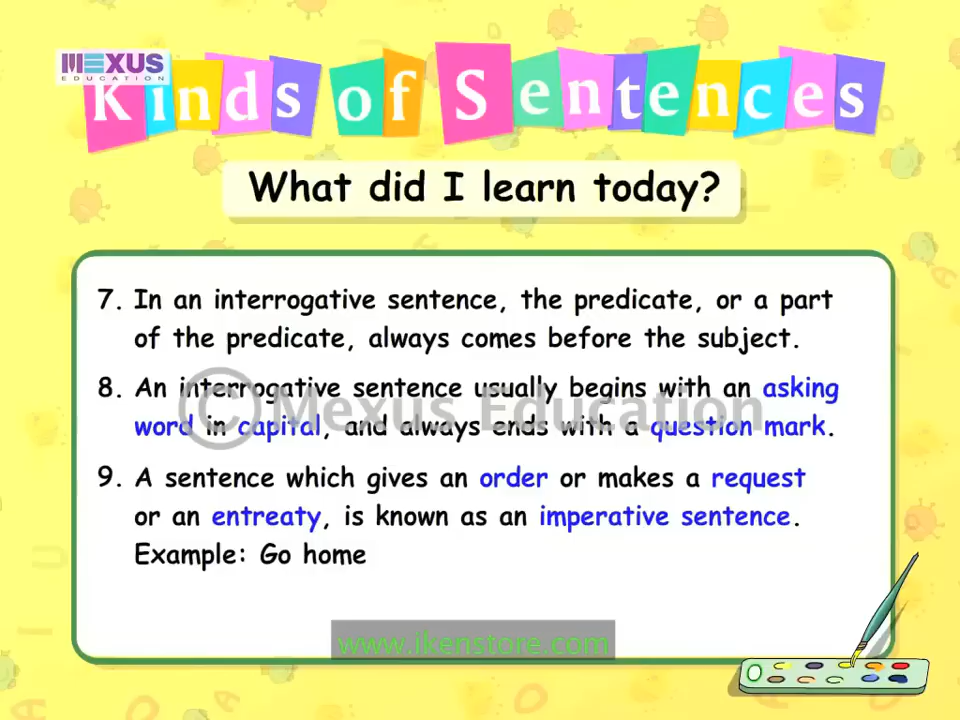 MEXUS
EDUCATION
Kinds of Sentences
What did I learn today?
7. In an interrogative sentence, the predicate, or a part
of the predicate, always comes before the subject.
8. An interrogative sentence usually begins with an asking
word in capital, and always ends with a question mark.
© Mexus Education
9. A sentence which gives an order or makes a request
or an entreaty, is known as an imperative sentence.
Example: Go home
www.ikenstore.com